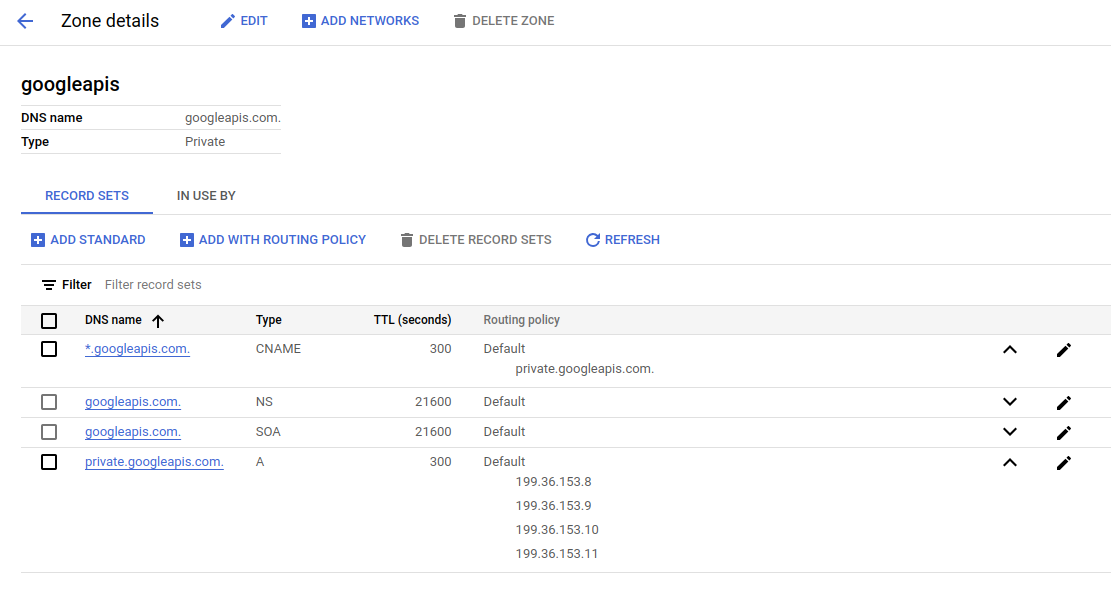 Zone details EDIT ADD NETWORKS DELETE ZONE
googleapis
DNS name googleapis.com.
Type Private
RECORD SETS IN USE BY
ADD STANDARD ADD WITH ROUTING POLICY DELETE RECORD SETS REFRESH
Filter Filter record sets
DNS name Type TTL (seconds) Routing policy
*.googleapis.com. CNAME 300 Default
private.googleapis.com.
googleapis.com. NS 21600 Default
googleapis.com. SOA 21600 Default
private.googleapis.com. A 300 Default
199.36.153.8
199.36.153.9
199.36.153.10
199.36.153.11